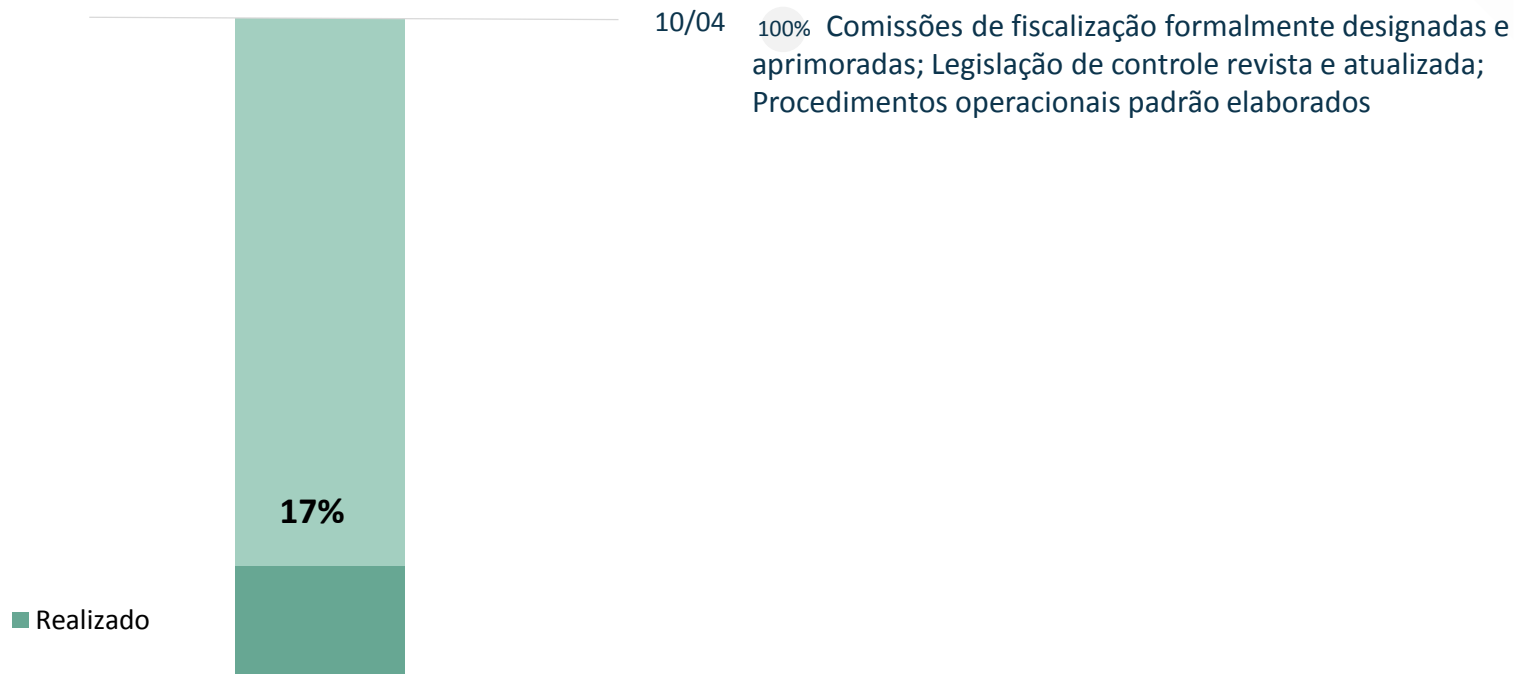 10/04 100% Comissões de fiscalização formalmente designadas e
aprimoradas; Legislação de controle revista e atualizada;
Procedimentos operacionais padrão elaborados
17%
Realizado